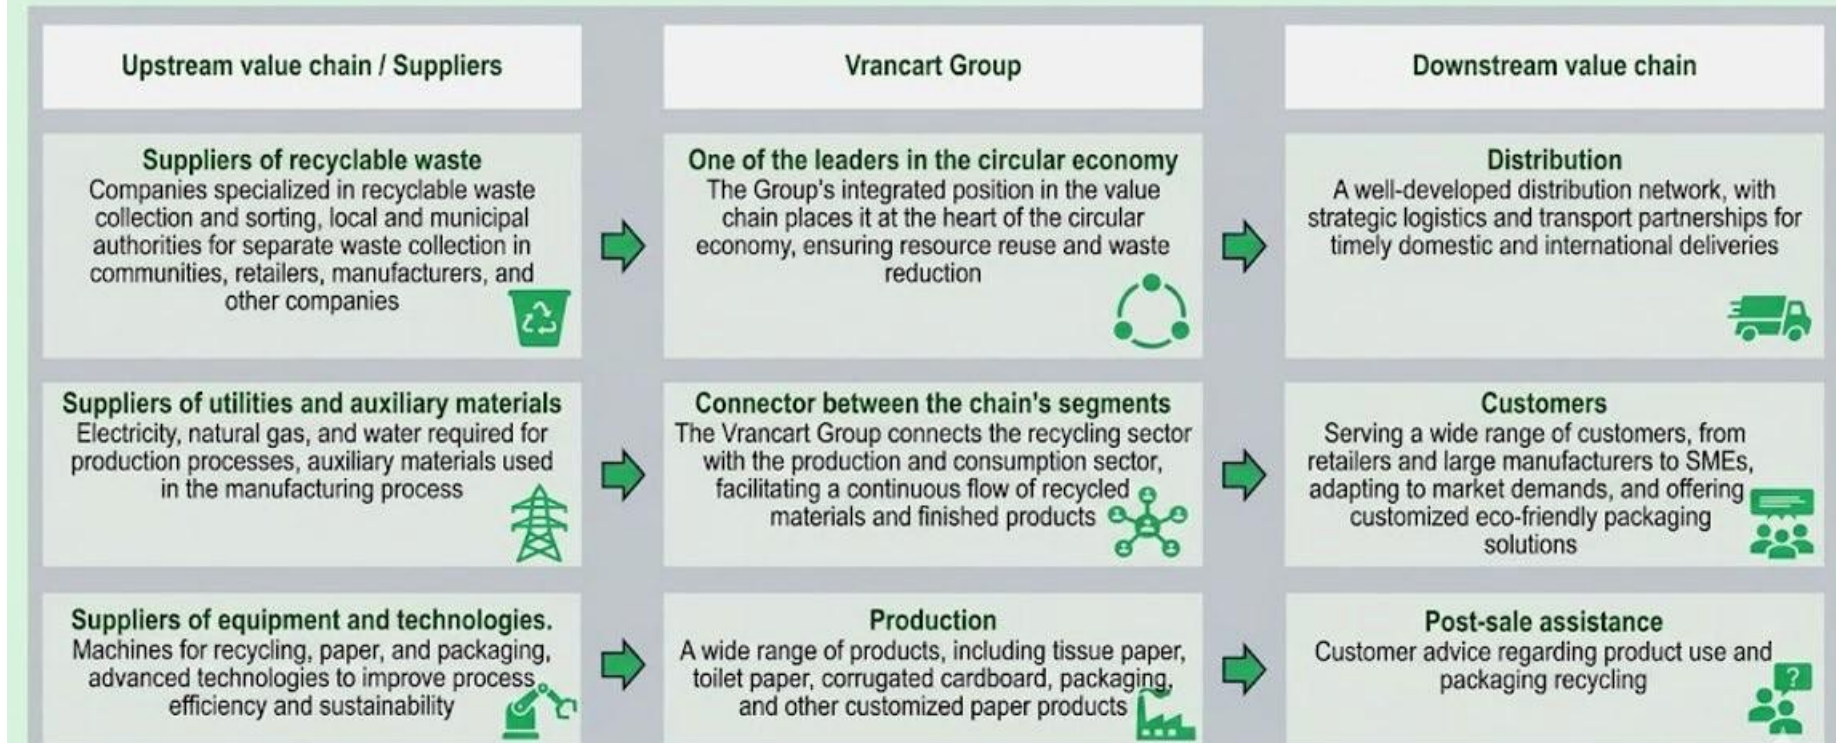 Upstream value chain / Suppliers
Vrancart Group
Downstream value chain
Suppliers of recyclable waste
Companies specialized in recyclable waste
collection and sorting, local and municipal
authorities for separate waste collection in
communities, retailers, manufacturers, and
other companies
One of the leaders in the circular economy
The Group's integrated position in the value
chain places it at the heart of the circular
economy, ensuring resource reuse and waste
reduction
Distribution
A well-developed distribution network, with
strategic logistics and transport partnerships for
timely domestic and international deliveries
Suppliers of utilities and auxiliary materials
Electricity, natural gas, and water required for
production processes, auxiliary materials used
in the manufacturing process
Connector between the chain's segments
The Vrancart Group connects the recycling sector
with the production and consumption sector,
facilitating a continuous flow of recycled
materials and finished products
Customers
Serving a wide range of customers, from
retailers and large manufacturers to SMEs,
adapting to market demands, and offering
customized eco-friendly packaging
solutions
Suppliers of equipment and technologies.
Machines for recycling, paper, and packaging,
advanced technologies to improve process
efficiency and sustainability
Production
A wide range of products, including tissue paper,
toilet paper, corrugated cardboard, packaging,
and other customized paper products
Post-sale assistance
Customer advice regarding product use and
packaging recycling
?